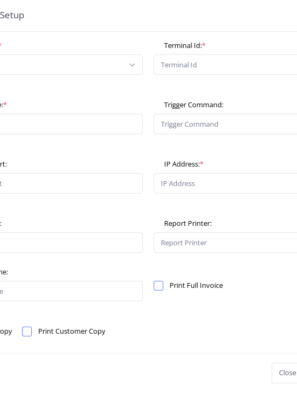 Setup
* Terminal Id:*
Terminal Id
e:* Trigger Command:
Trigger Command
rt: IP Address:*
t IP Address
: Report Printer:
Report Printer
ne:
e Print Full Invoice
opy Print Customer Copy
Close